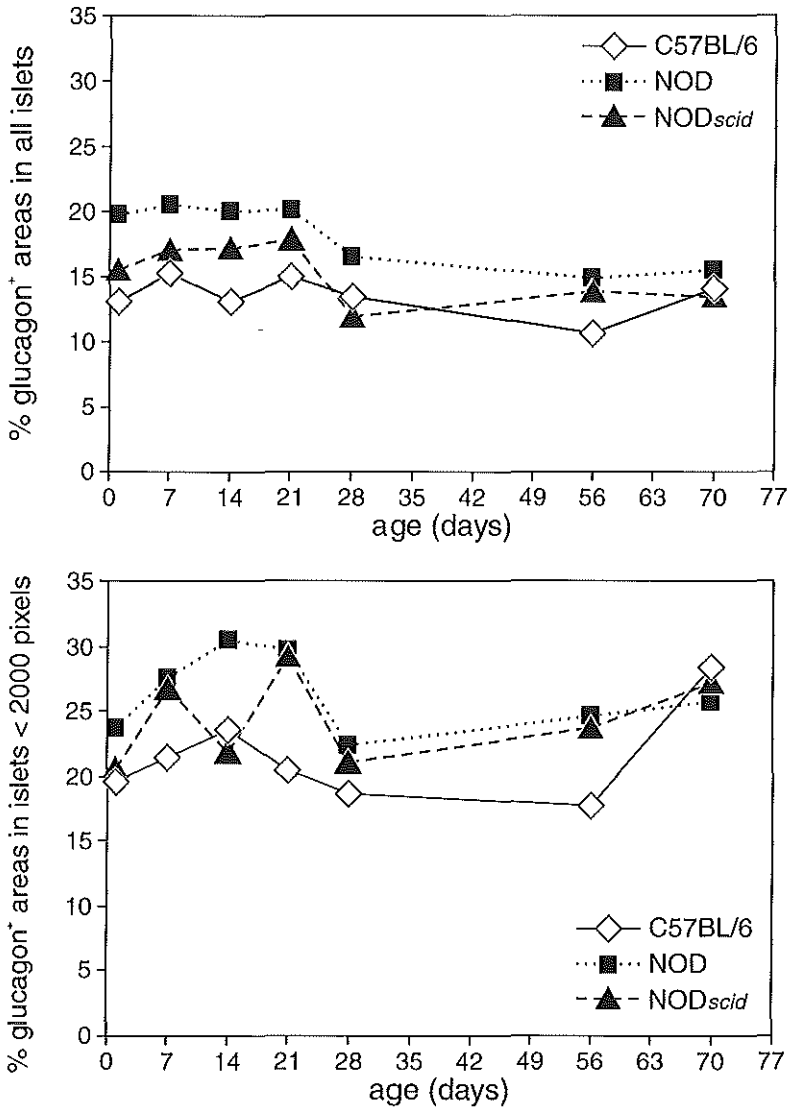 % glucagon⁺ areas in all islets
35
30
25
20
15
10
5
0
C57BL/6
NOD
NODscid
0 7 14 21 28 35 42 49 56 63 70 77
age (days)
% glucagon⁺ areas in islets < 2000 pixels
35
30
25
20
15
10
5
0
C57BL/6
NOD
NODscid
0 7 14 21 28 35 42 49 56 63 70 77
age (days)